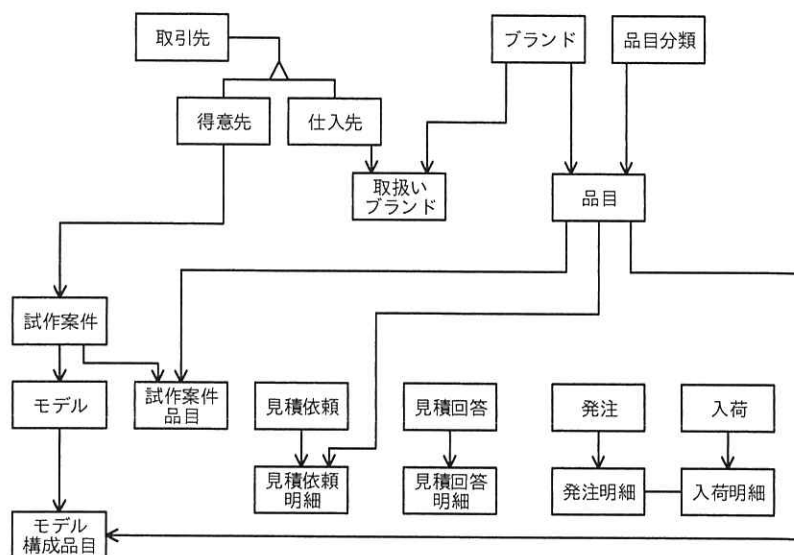 取引先
ブランド
品目分類
得意先
仕入先
取扱い
ブランド
品目
試作案件
モデル
試作案件
品目
見積依頼
見積回答
発注
入荷
見積依頼
明細
見積回答
明細
発注明細
入荷明細
モデル
構成品目